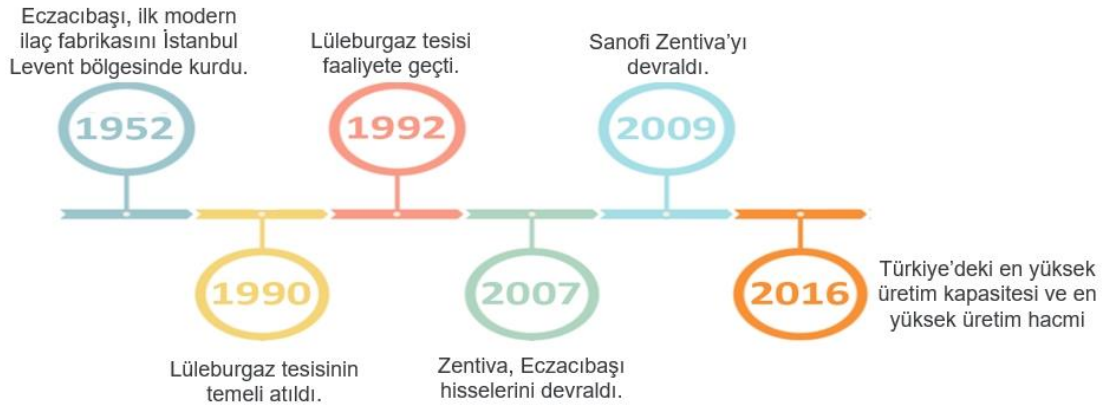 Eczacıbaşı, ilk modern
ilaç fabrikasını İstanbul
Levent bölgesinde kurdu.
1952
Lüleburgaz tesisi
faaliyete geçti.
1992
Sanofi Zentiva’yı
devraldı.
2009
1990
Lüleburgaz tesisinin
temeli atıldı.
2007
Zentiva, Eczacıbaşı
hisselerini devraldı.
2016
Türkiye’deki en yüksek
üretim kapasitesi ve en
yüksek üretim hacmi